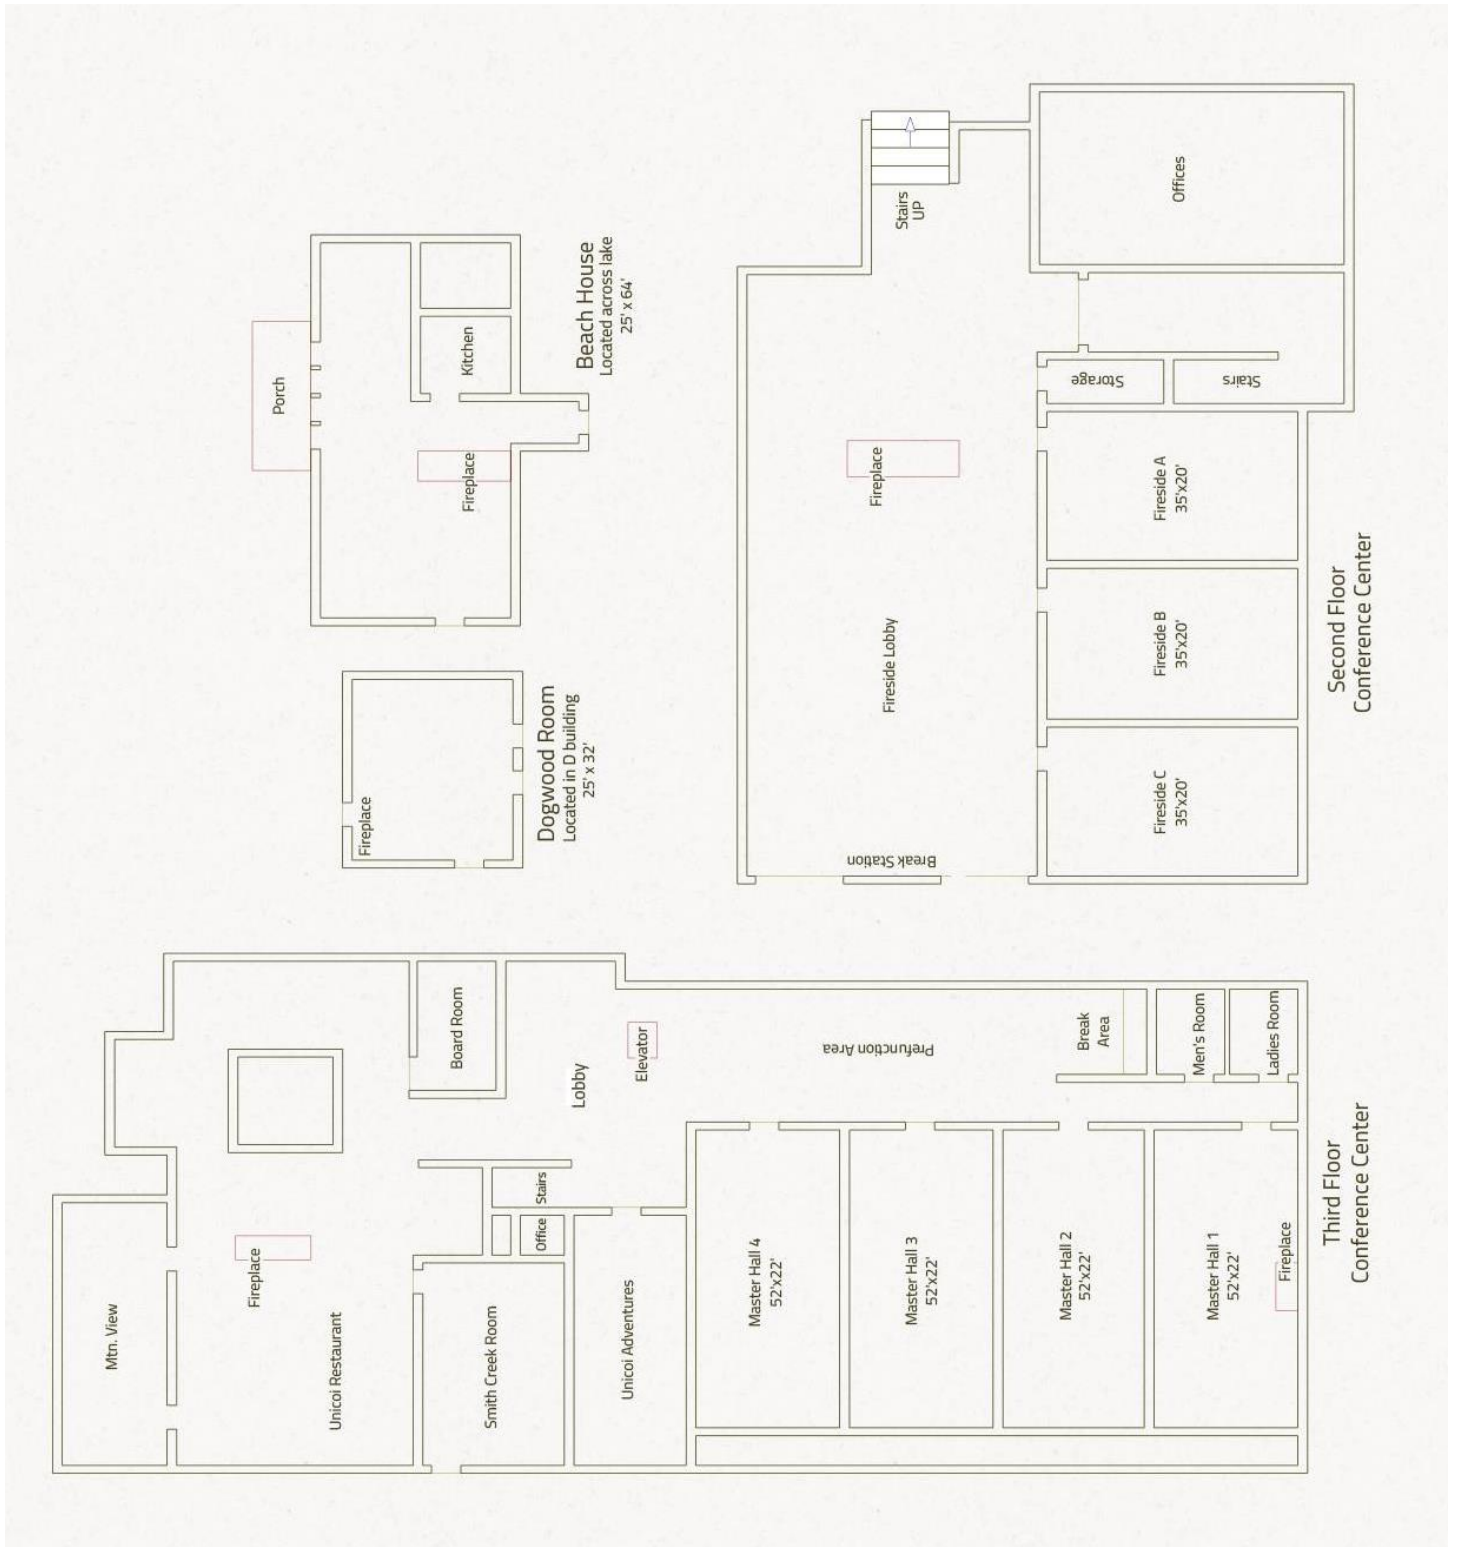 Porch
Kitchen
Fireplace
Beach House
Located across lake
25' x 64'
Fireplace
Dogwood Room
Located in D building
25' x 32'
Stairs
UP
Offices
Storage
Stairs
Fireplace
Fireside Lobby
Break Station
Fireside A
35'x20'
Fireside B
35'x20'
Fireside C
35'x20'
Second Floor
Conference Center
Mtn. View
Fireplace
Unicoi Restaurant
Board Room
Lobby
Elevator
Stairs
Office
Smith Creek Room
Unicoi Adventures
Prefunction Area
Break
Area
Men's Room
Ladies Room
Master Hall 4
52'x22'
Master Hall 3
52'x22'
Master Hall 2
52'x22'
Master Hall 1
52'x22'
Fireplace
Third Floor
Conference Center